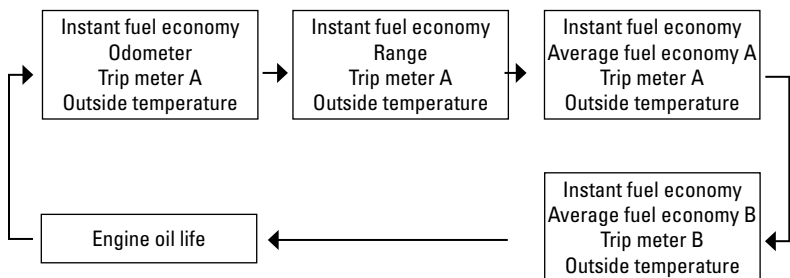 Instant fuel economy
Odometer
Trip meter A
Outside temperature
Instant fuel economy
Range
Trip meter A
Outside temperature
Instant fuel economy
Average fuel economy A
Trip meter A
Outside temperature
Instant fuel economy
Average fuel economy B
Trip meter B
Outside temperature
Engine oil life